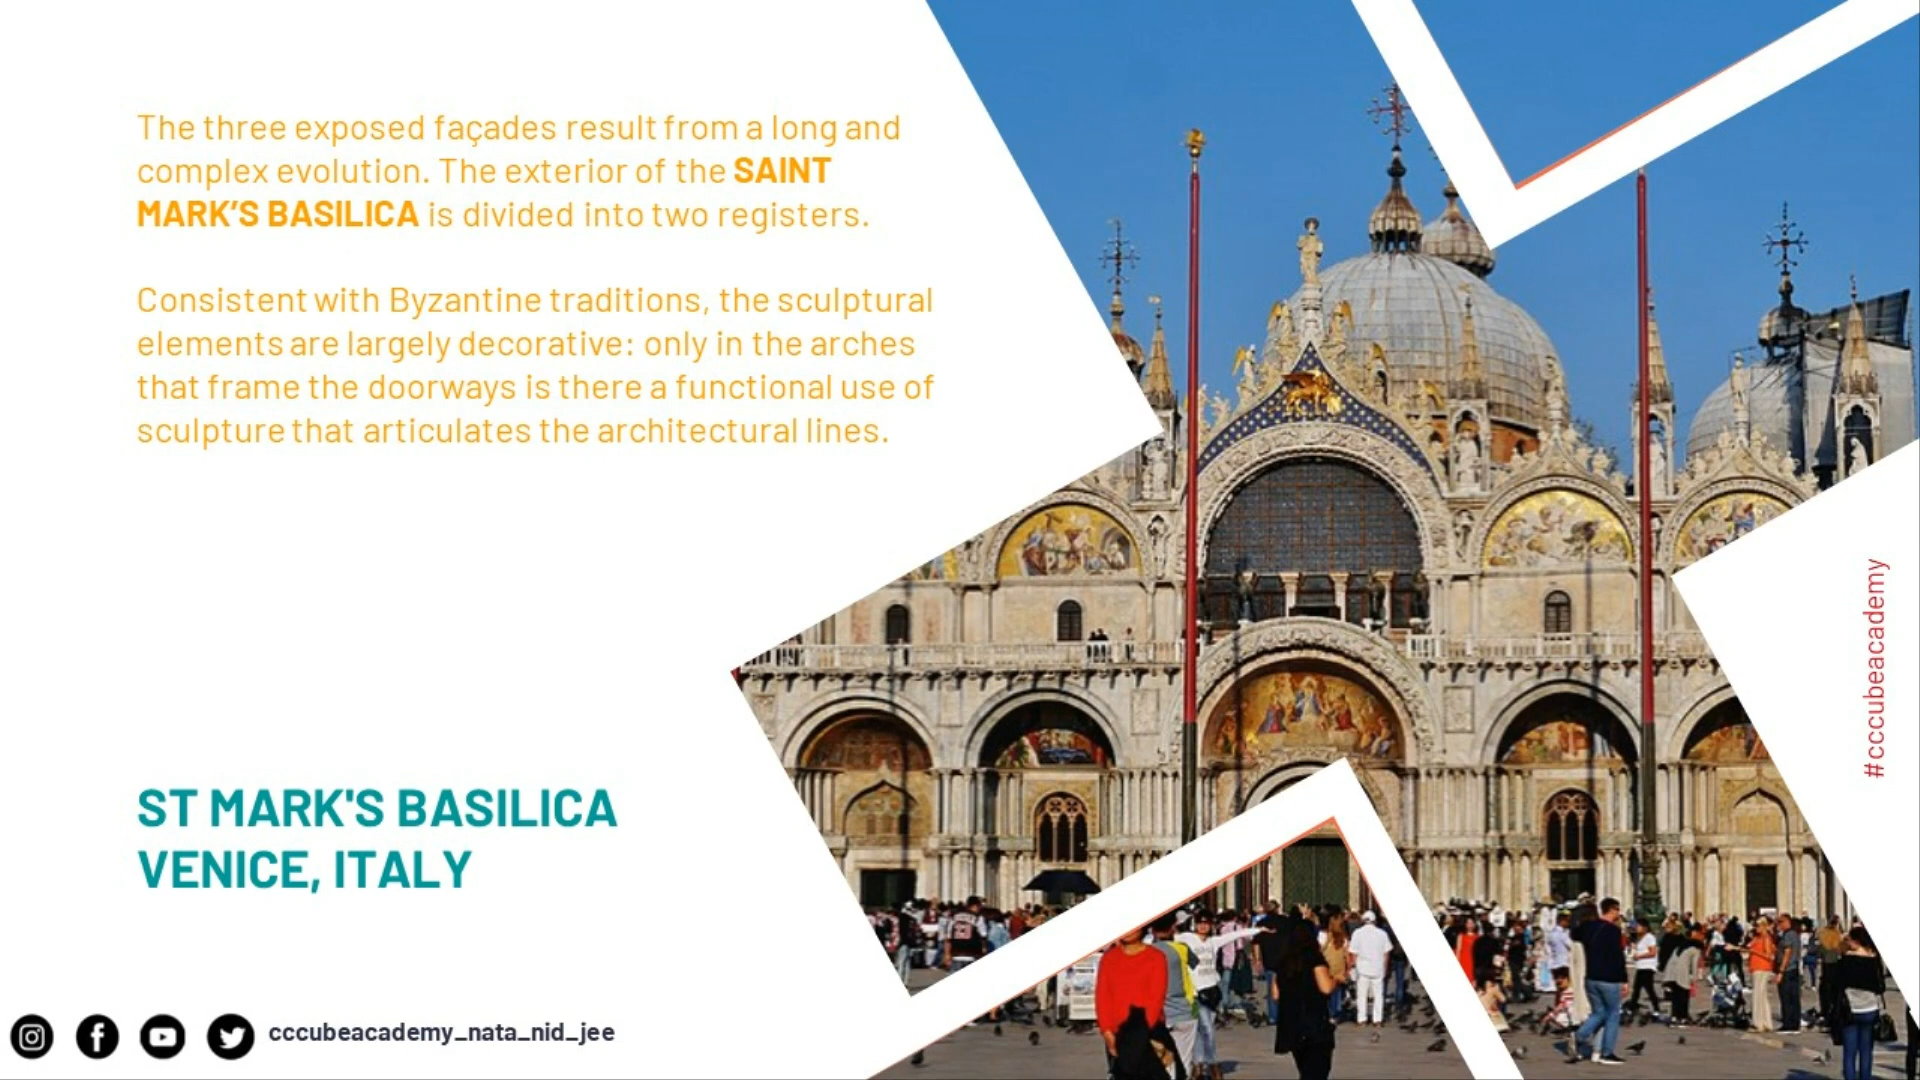 The three exposed façades result from a long and
complex evolution. The exterior of the SAINT
MARK’S BASILICA is divided into two registers.
Consistent with Byzantine traditions, the sculptural
elements are largely decorative: only in the arches
that frame the doorways is there a functional use of
sculpture that articulates the architectural lines.
#cccubeacademy
ST MARK'S BASILICA
VENICE, ITALY
cccubeacademy_nata_nid_jee